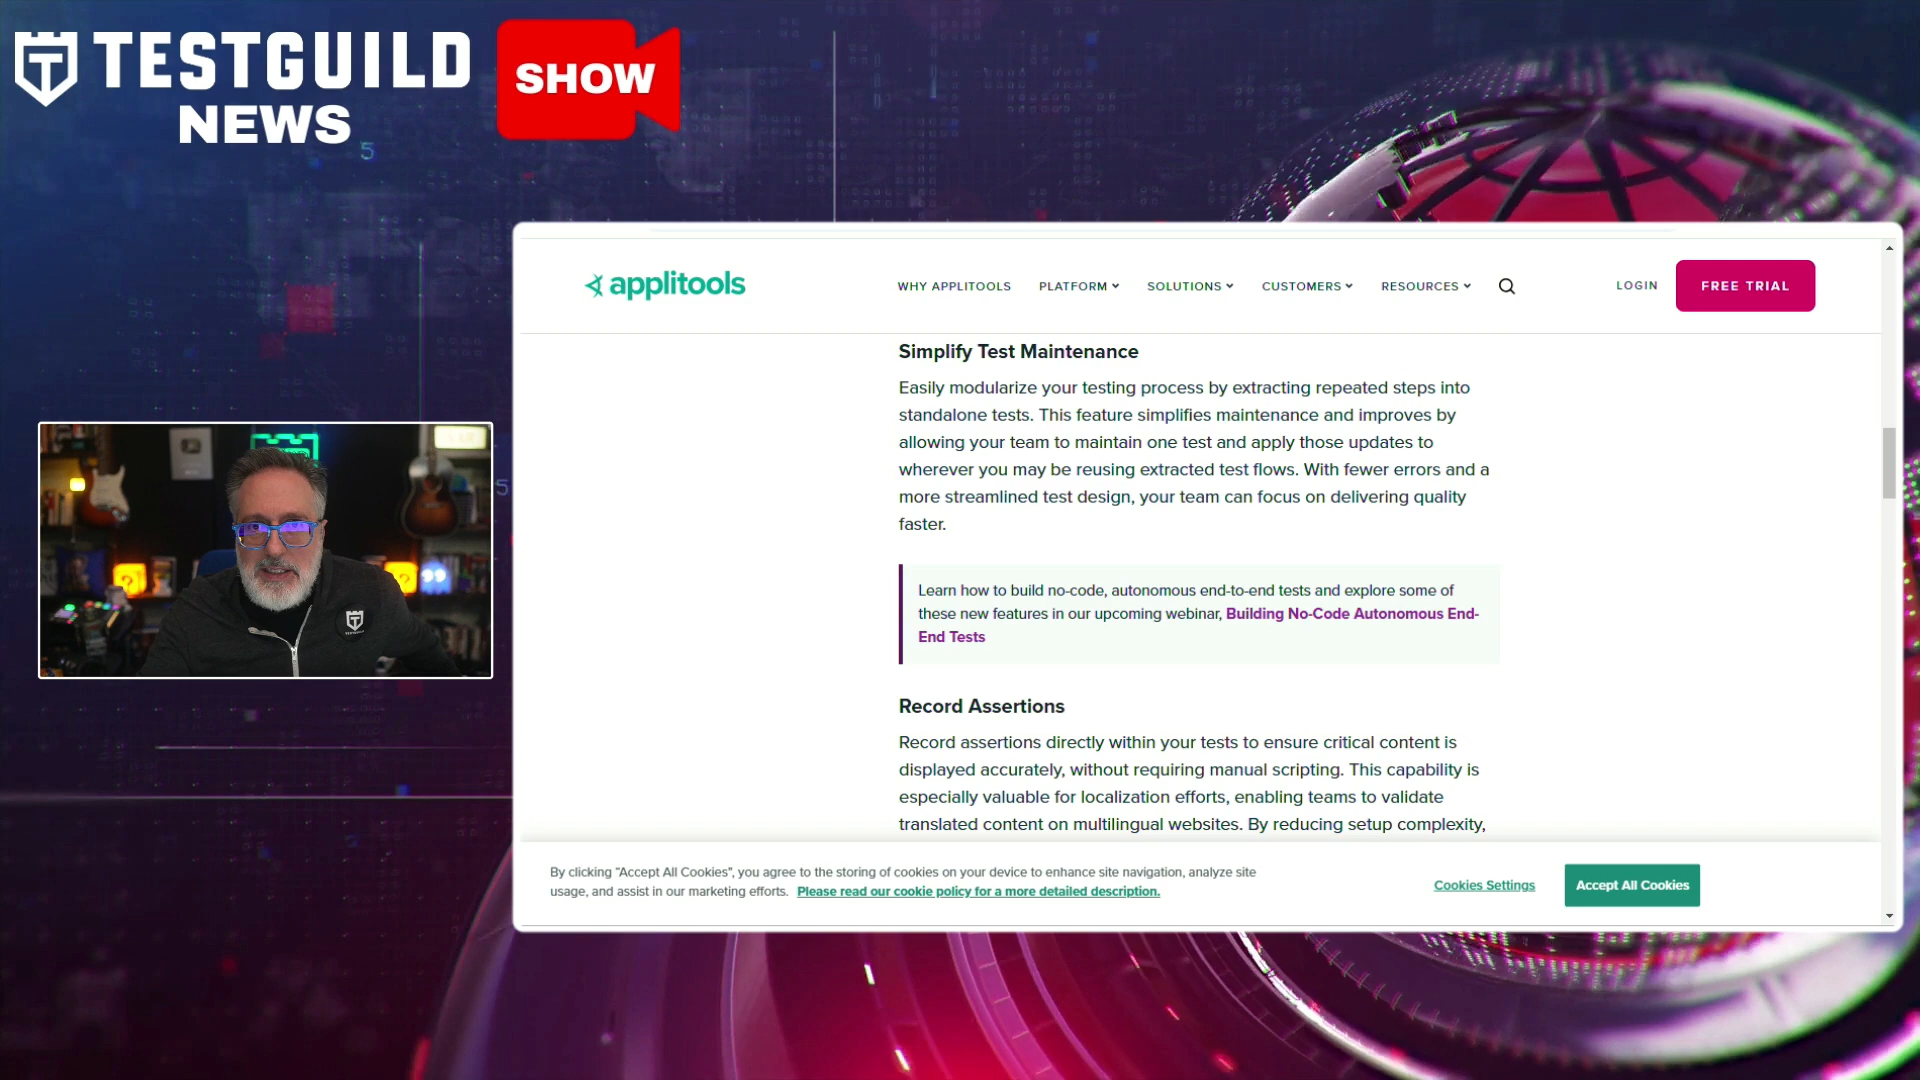 TESTGUILD
NEWS
SHOW
5
5
applitools
WHY APPLITOOLS PLATFORM SOLUTIONS CUSTOMERS RESOURCES LOGIN FREE TRIAL
Simplify Test Maintenance
Easily modularize your testing process by extracting repeated steps into
standalone tests. This feature simplifies maintenance and improves by
allowing your team to maintain one test and apply those updates to
wherever you may be reusing extracted test flows. With fewer errors and a
more streamlined test design, your team can focus on delivering quality
faster.
Learn how to build no-code, autonomous end-to-end tests and explore some of
these new features in our upcoming webinar, Building No-Code Autonomous End-
End Tests
Record Assertions
Record assertions directly within your tests to ensure critical content is
displayed accurately, without requiring manual scripting. This capability is
especially valuable for localization efforts, enabling teams to validate
translated content on multilingual websites. By reducing setup complexity,
By clicking “Accept All Cookies”, you agree to the storing of cookies on your device to enhance site navigation, analyze site
usage, and assist in our marketing efforts. Please read our cookie policy for a more detailed description.
Cookies Settings
Accept All Cookies